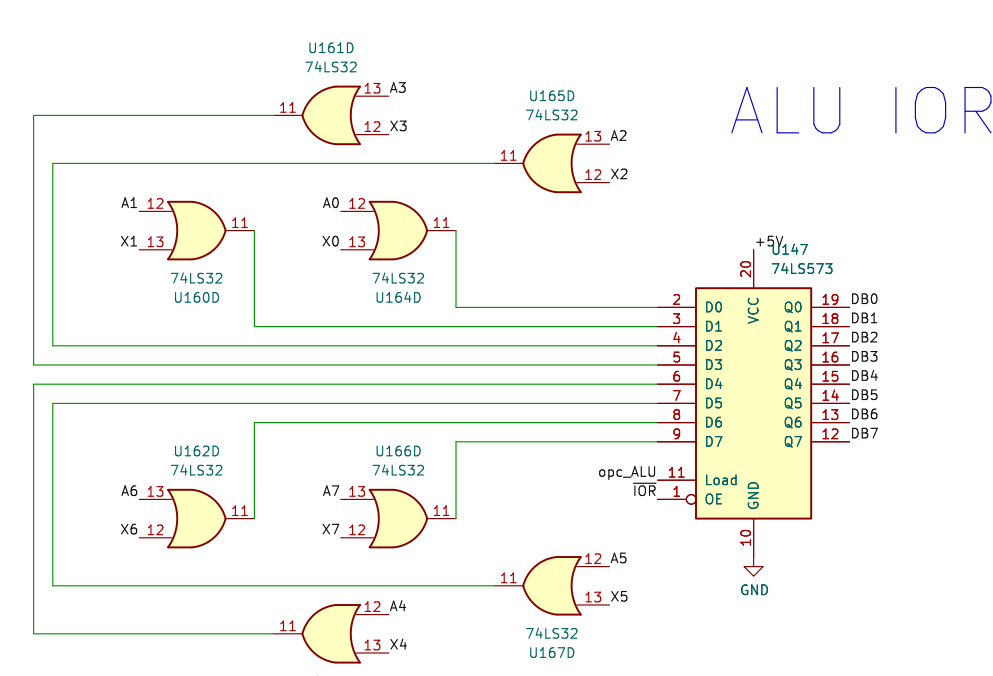 U161D
74LS32
11
13
A3
12
X3
U165D
74LS32
11
13
A2
12
X2
ALU IOR
A1
12
X1
13
11
74LS32
U160D
A0
12
X0
13
11
74LS32
U164D
+5V
U147
74LS573
20
VCC
2 D0 Q0 19 DB0
3 D1 Q1 18 DB1
4 D2 Q2 17 DB2
5 D3 Q3 16 DB3
6 D4 Q4 15 DB4
7 D5 Q5 14 DB5
8 D6 Q6 13 DB6
9 D7 Q7 12 DB7
opc_ALU 11 Load
IOR 1 OE
GND
10
GND
U162D
74LS32
A6
13
X6
12
11
U166D
74LS32
A7
13
X7
12
11
11
12
A5
13
X5
74LS32
U167D
11
12
A4
13
X4